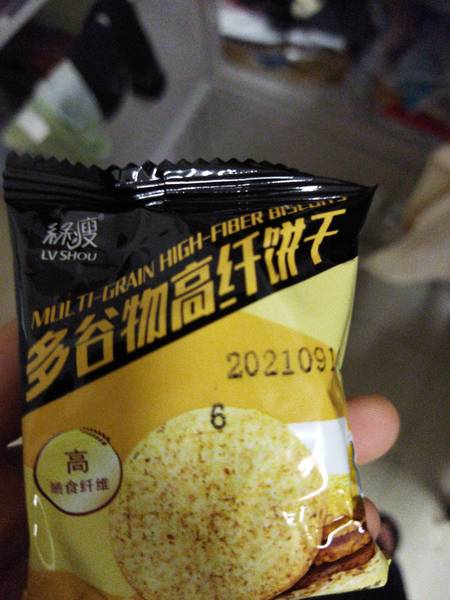 绿瘦
LV SHOU
MULTI-GRAIN HIGH-FIBER BISCUITS
多谷物高纤饼干
2021091
6
高
膳食纤维